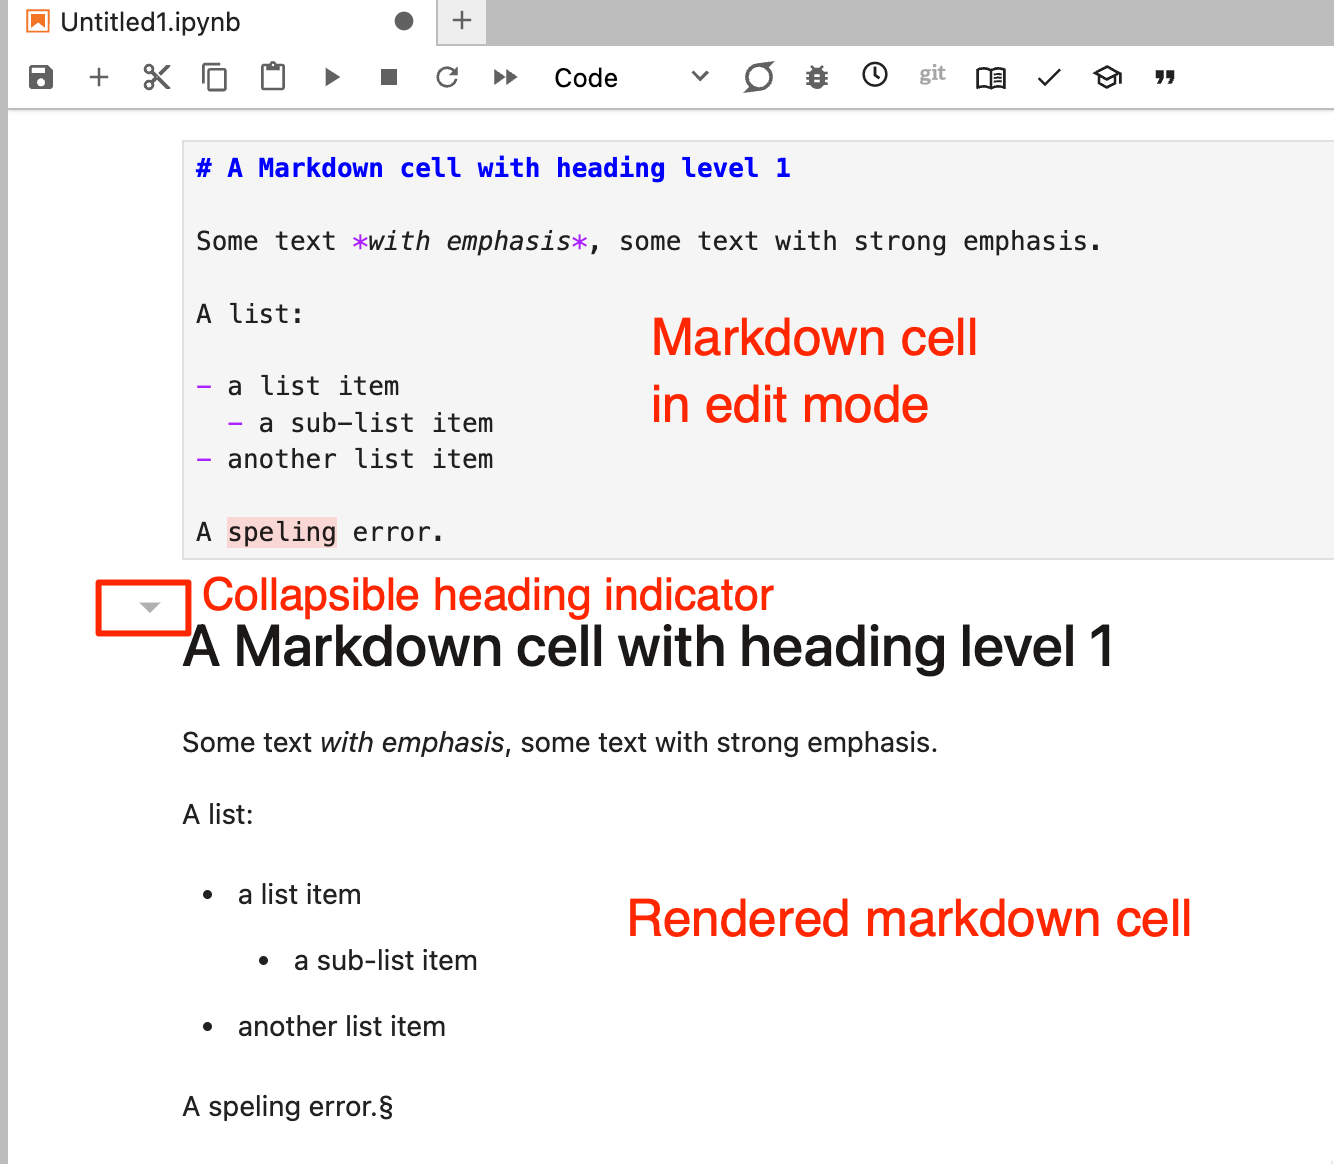 Untitled1.ipynb
Code
git
# A Markdown cell with heading level 1
Some text *with emphasis*, some text with strong emphasis.
A list:
- a list item
- a sub-list item
- another list item
A speling error.
Markdown cell
in edit mode
Collapsible heading indicator
A Markdown cell with heading level 1
Some text with emphasis, some text with strong emphasis.
A list:
• a list item
• a sub-list item
• another list item
Rendered markdown cell
A speling error.§